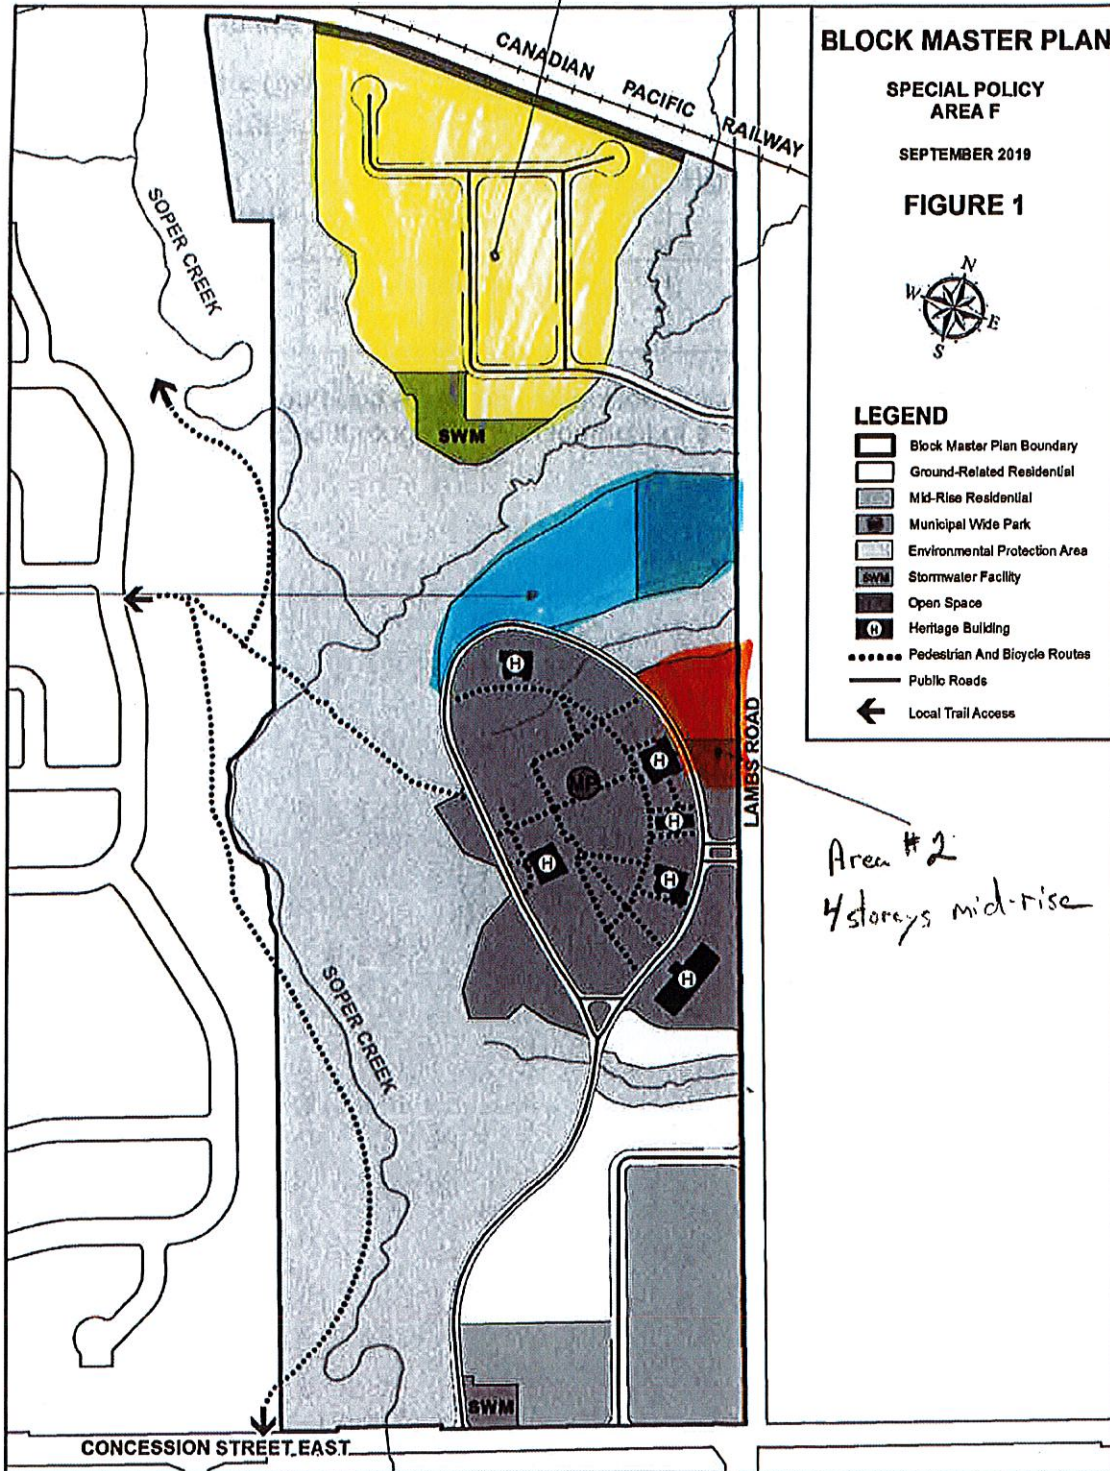 CANADIAN PACIFIC RAILWAY
BLOCK MASTER PLAN
SPECIAL POLICY
AREA F
SEPTEMBER 2019
FIGURE 1
N
W
E
S
SOPER CREEK
LEGEND
Block Master Plan Boundary
Ground-Related Residential
Mid-Rise Residential
MP Municipal Wide Park
Environmental Protection Area
SWM Stormwater Facility
Open Space
H Heritage Building
Pedestrian And Bicycle Routes
Public Roads
Local Trail Access
SWM
H
MP
H
H
H
H
H
LAMBS ROAD
Area #2
4 storeys mid-rise
SOPER CREEK
SWM
CONCESSION STREET EAST